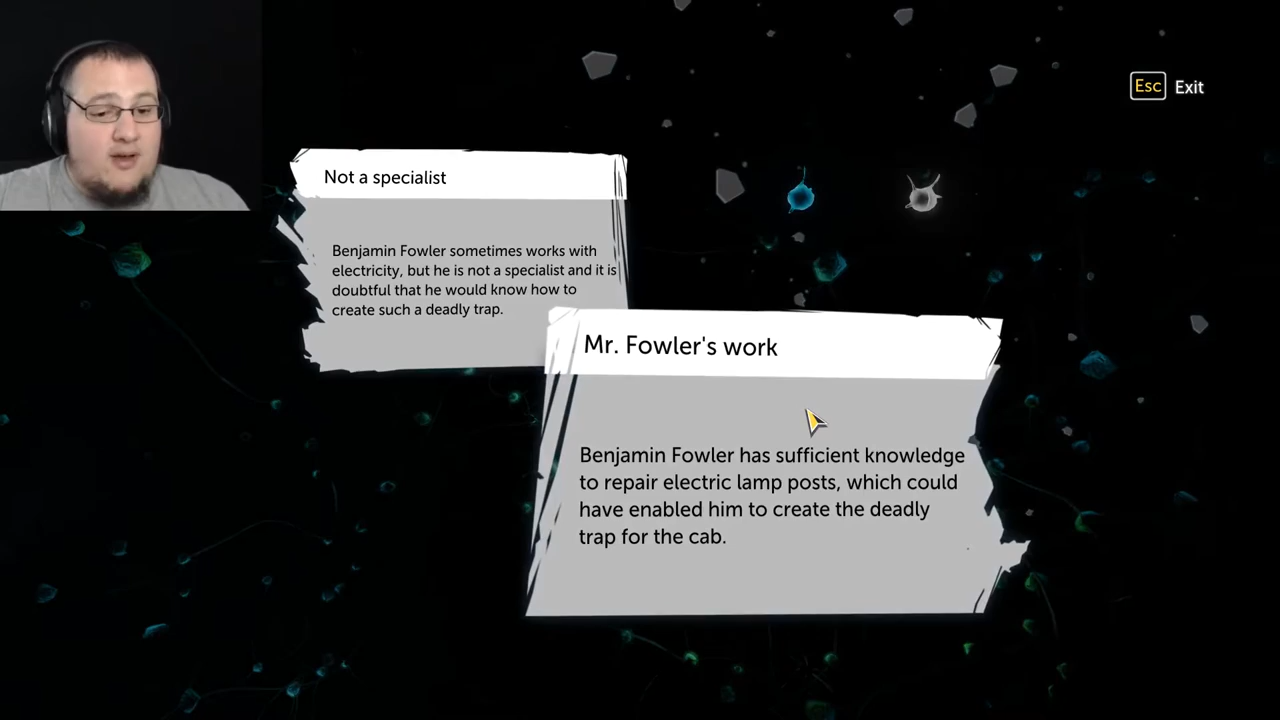 Esc Exit
Not a specialist
Benjamin Fowler sometimes works with
electricity, but he is not a specialist and it is
doubtful that he would know how to
create such a deadly trap.
Mr. Fowler's work
Benjamin Fowler has sufficient knowledge
to repair electric lamp posts, which could
have enabled him to create the deadly
trap for the cab.